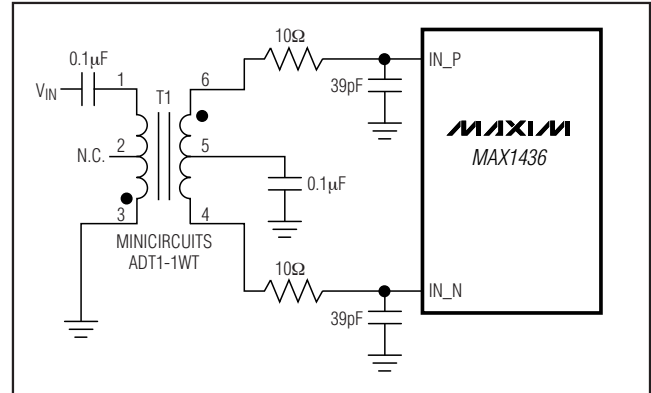 0.1μF
VIN
1
T1
6
10Ω
39pF
IN_P
MAXIM
MAX1436
N.C.
2
5
0.1μF
3
4
MINICIRCUITS
ADT1-1WT
10Ω
39pF
IN_N